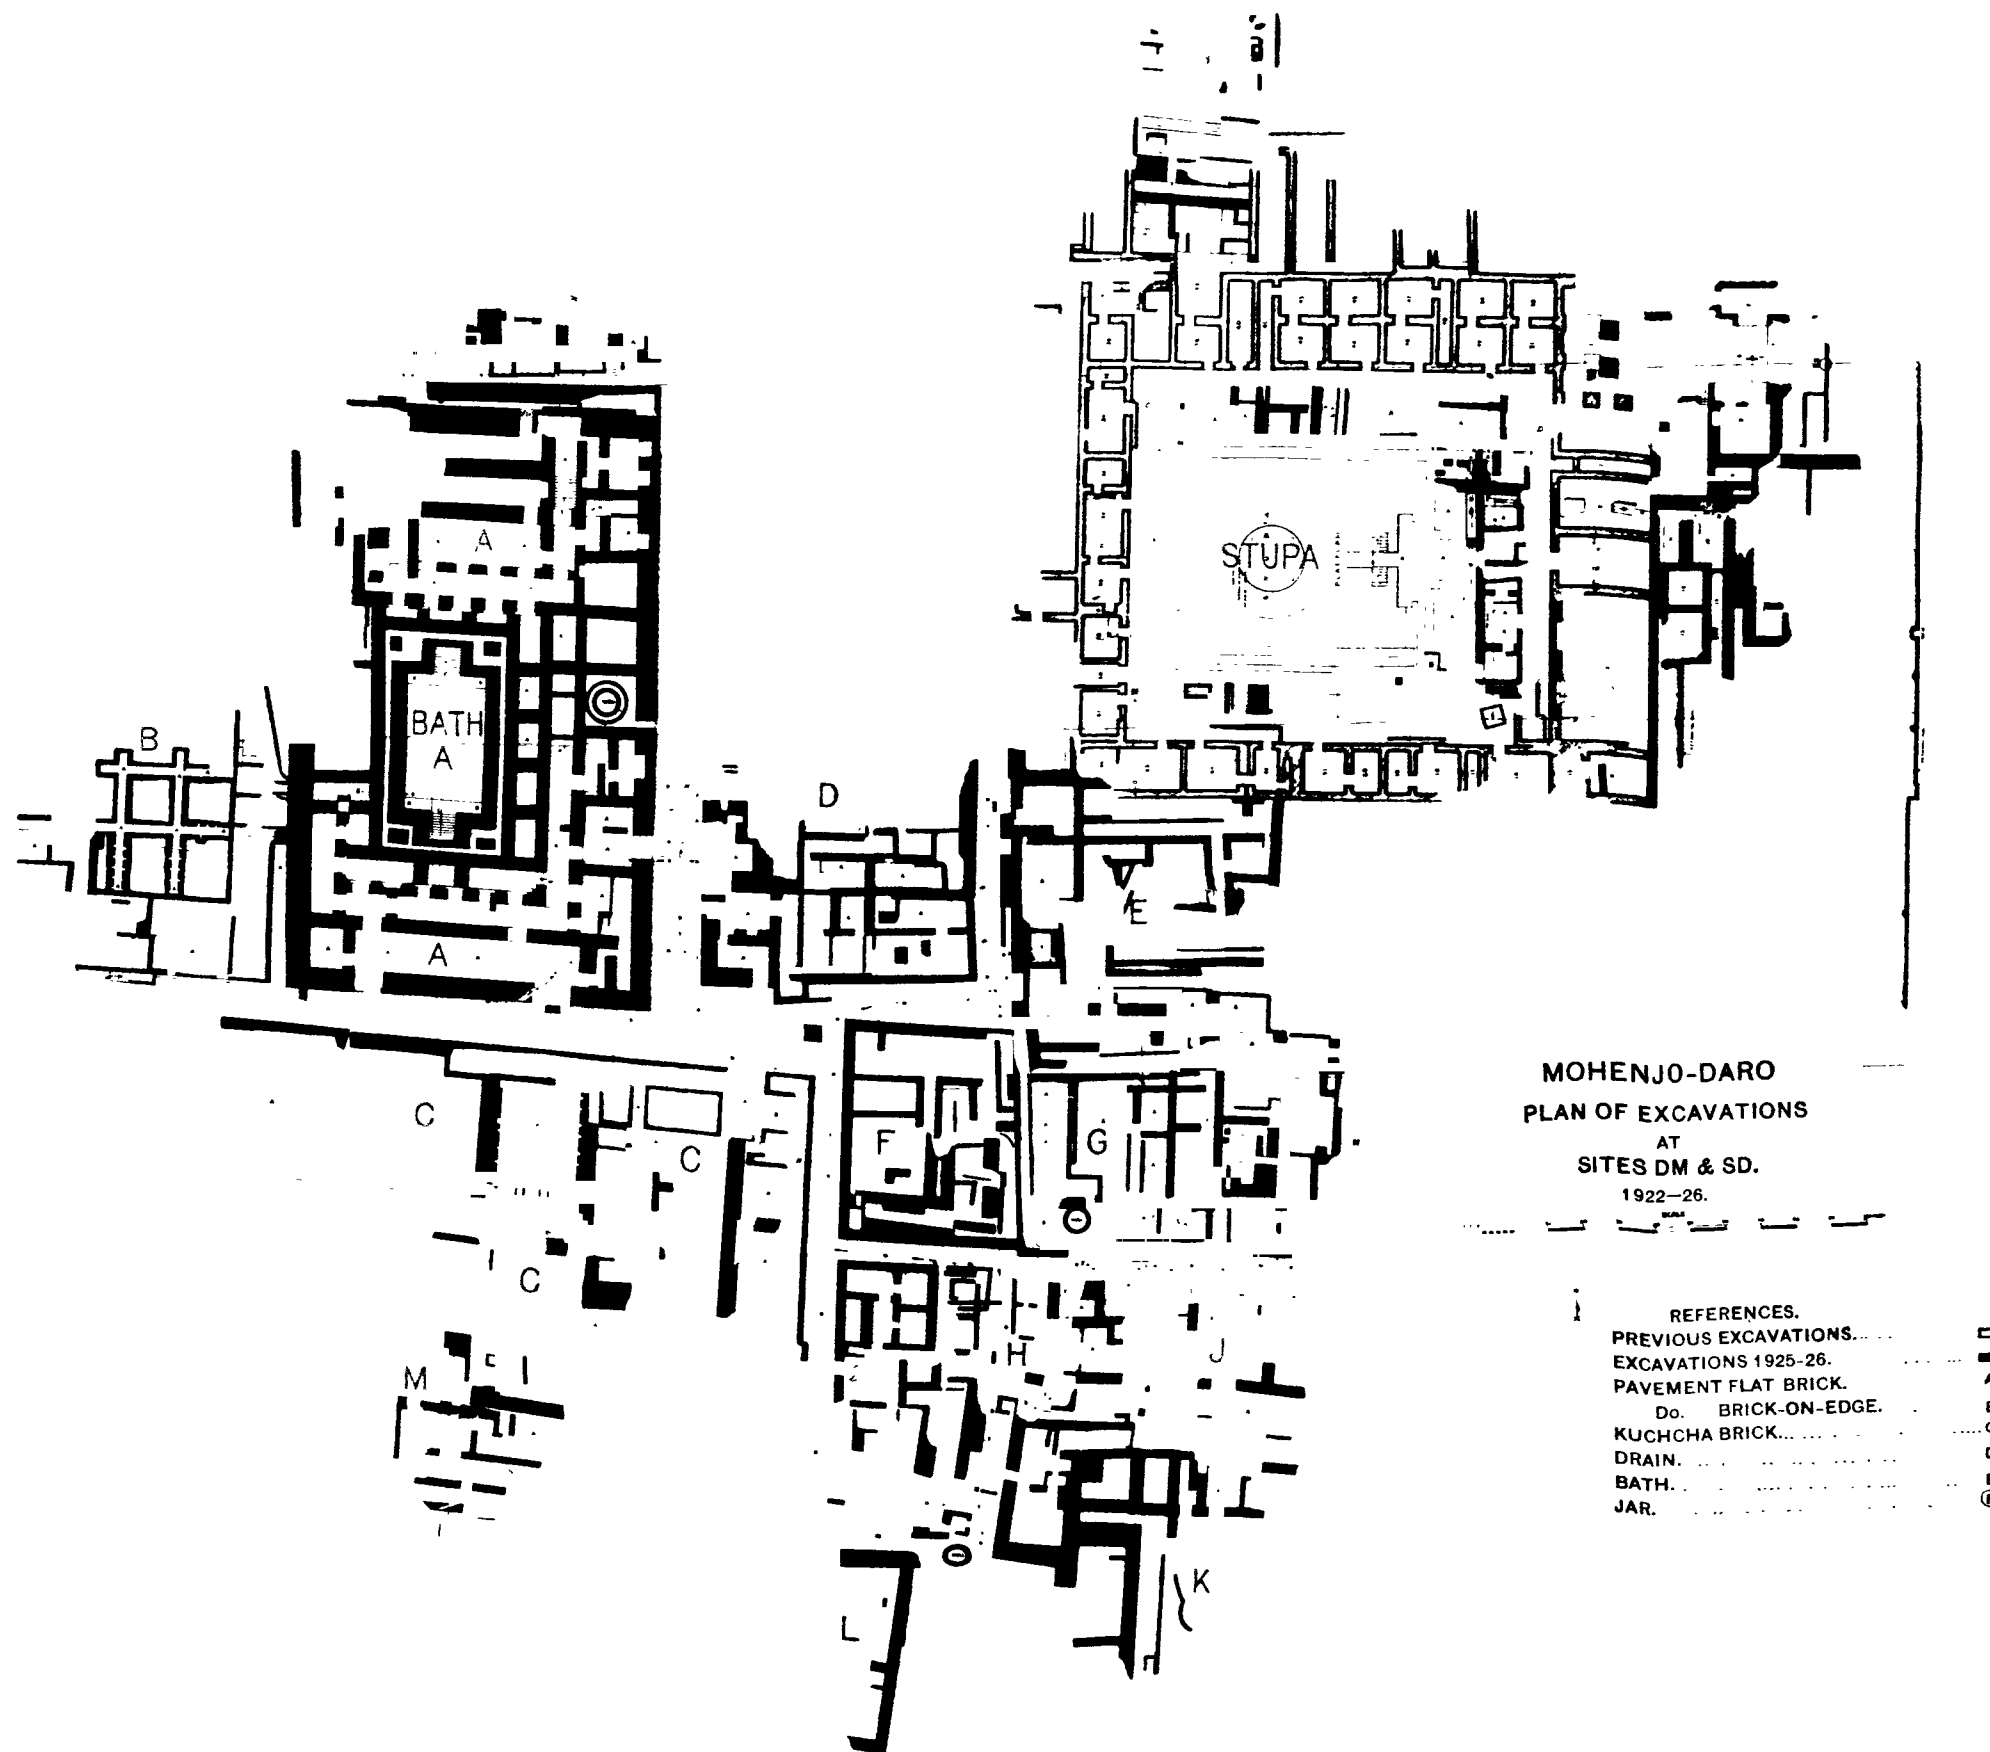 A
STUPA
BATH
A
B
D
E
A
MOHENJO-DARO
PLAN OF EXCAVATIONS
AT
SITES DM & SD.
1922—26.
SCALE
C
C
F
G
C
H
J
M
K
L
REFERENCES.
PREVIOUS EXCAVATIONS.....
EXCAVATIONS 1925-26.
PAVEMENT FLAT BRICK.
Do. BRICK-ON-EDGE.
KUCHCHA BRICK...
DRAIN.
BATH.
JAR.